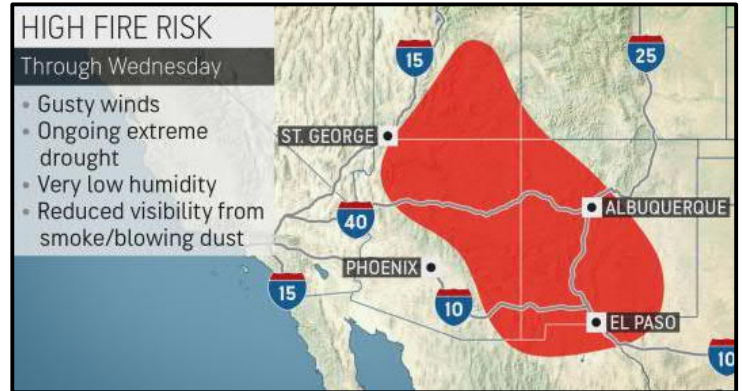 HIGH FIRE RISK
Through Wednesday
• Gusty winds
• Ongoing extreme
drought
• Very low humidity
• Reduced visibility from
smoke/blowing dust
15
25
ST. GEORGE
40
ALBUQUERQUE
PHOENIX
15
10
EL PASO
10